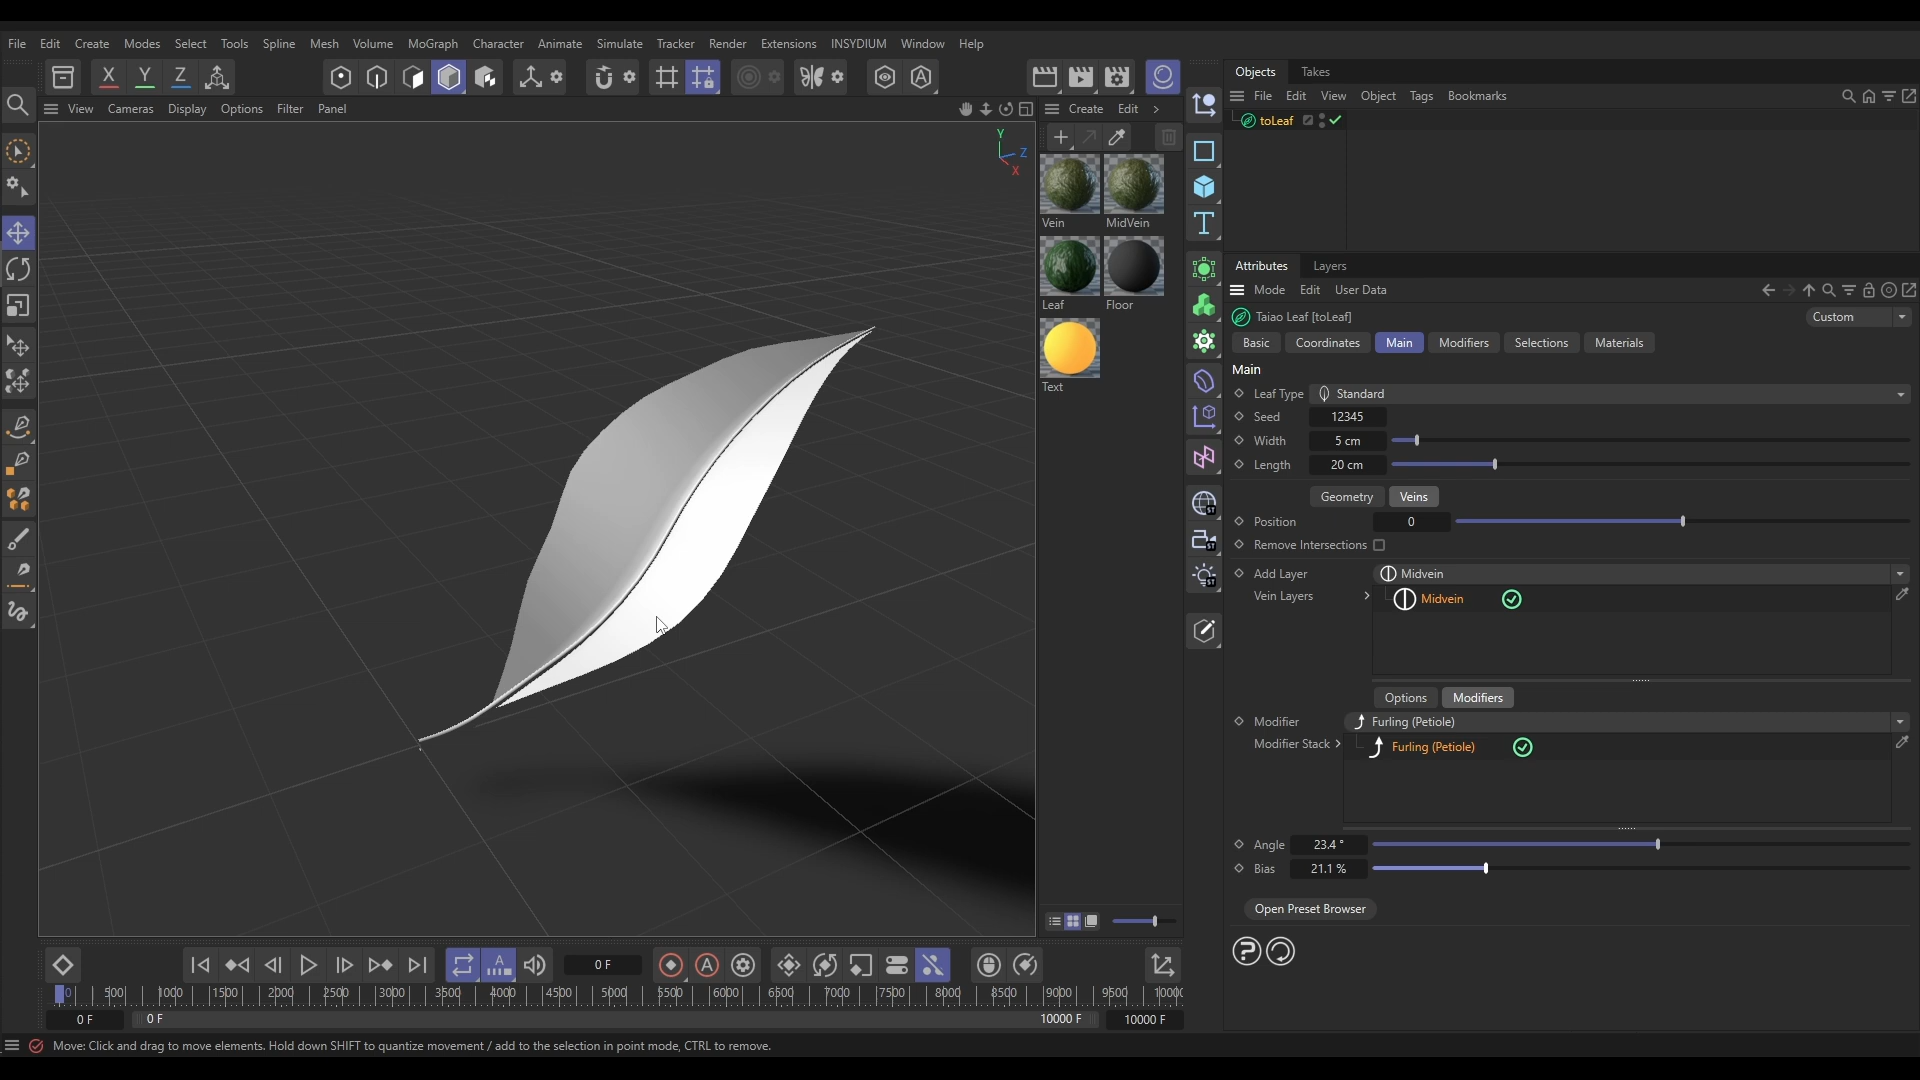 File Edit Create Modes Select Tools Spline Mesh Volume MoGraph Character Animate Simulate Tracker Render Extensions INSYDIUM Window Help
X Y Z
View Cameras Display Options Filter Panel
Y
Z
X
Create Edit
Vein MidVein
Leaf Floor
Text
Objects Takes
File Edit View Object Tags Bookmarks
toLeaf
Attributes Layers
Mode Edit User Data
Taiao Leaf [toLeaf] Custom
Basic Coordinates Main Modifiers Selections Materials
Main
Leaf Type Standard
Seed 12345
Width 5 cm
Length 20 cm
Geometry Veins
Position 0
Remove Intersections
Add Layer Midvein
Vein Layers Midvein
Options Modifiers
Modifier Furling (Petiole)
Modifier Stack Furling (Petiole)
Angle 23.4 °
Bias 21.1 %
Open Preset Browser
0 F
0 500 1000 1500 2000 2500 3000 3500 4000 4500 5000 5500 6000 6500 7000 7500 8000 8500 9000 9500 10000
0 F 0 F 10000 F 10000 F
Move: Click and drag to move elements. Hold down SHIFT to quantize movement / add to the selection in point mode, CTRL to remove.